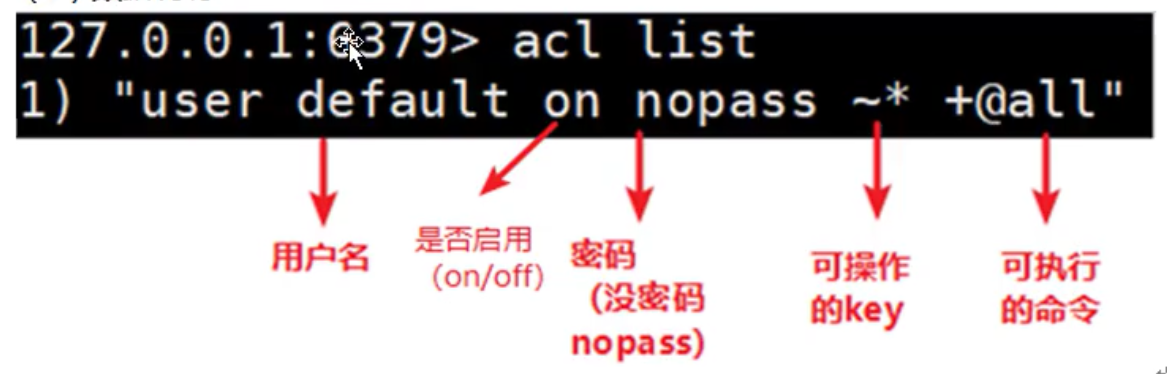 127.0.0.1:6379> acl list
1) "user default on nopass ~* +@all"
用户名
是否启用
（on/off）
密码
（没密码
nopass）
可操作
的key
可执行
的命令